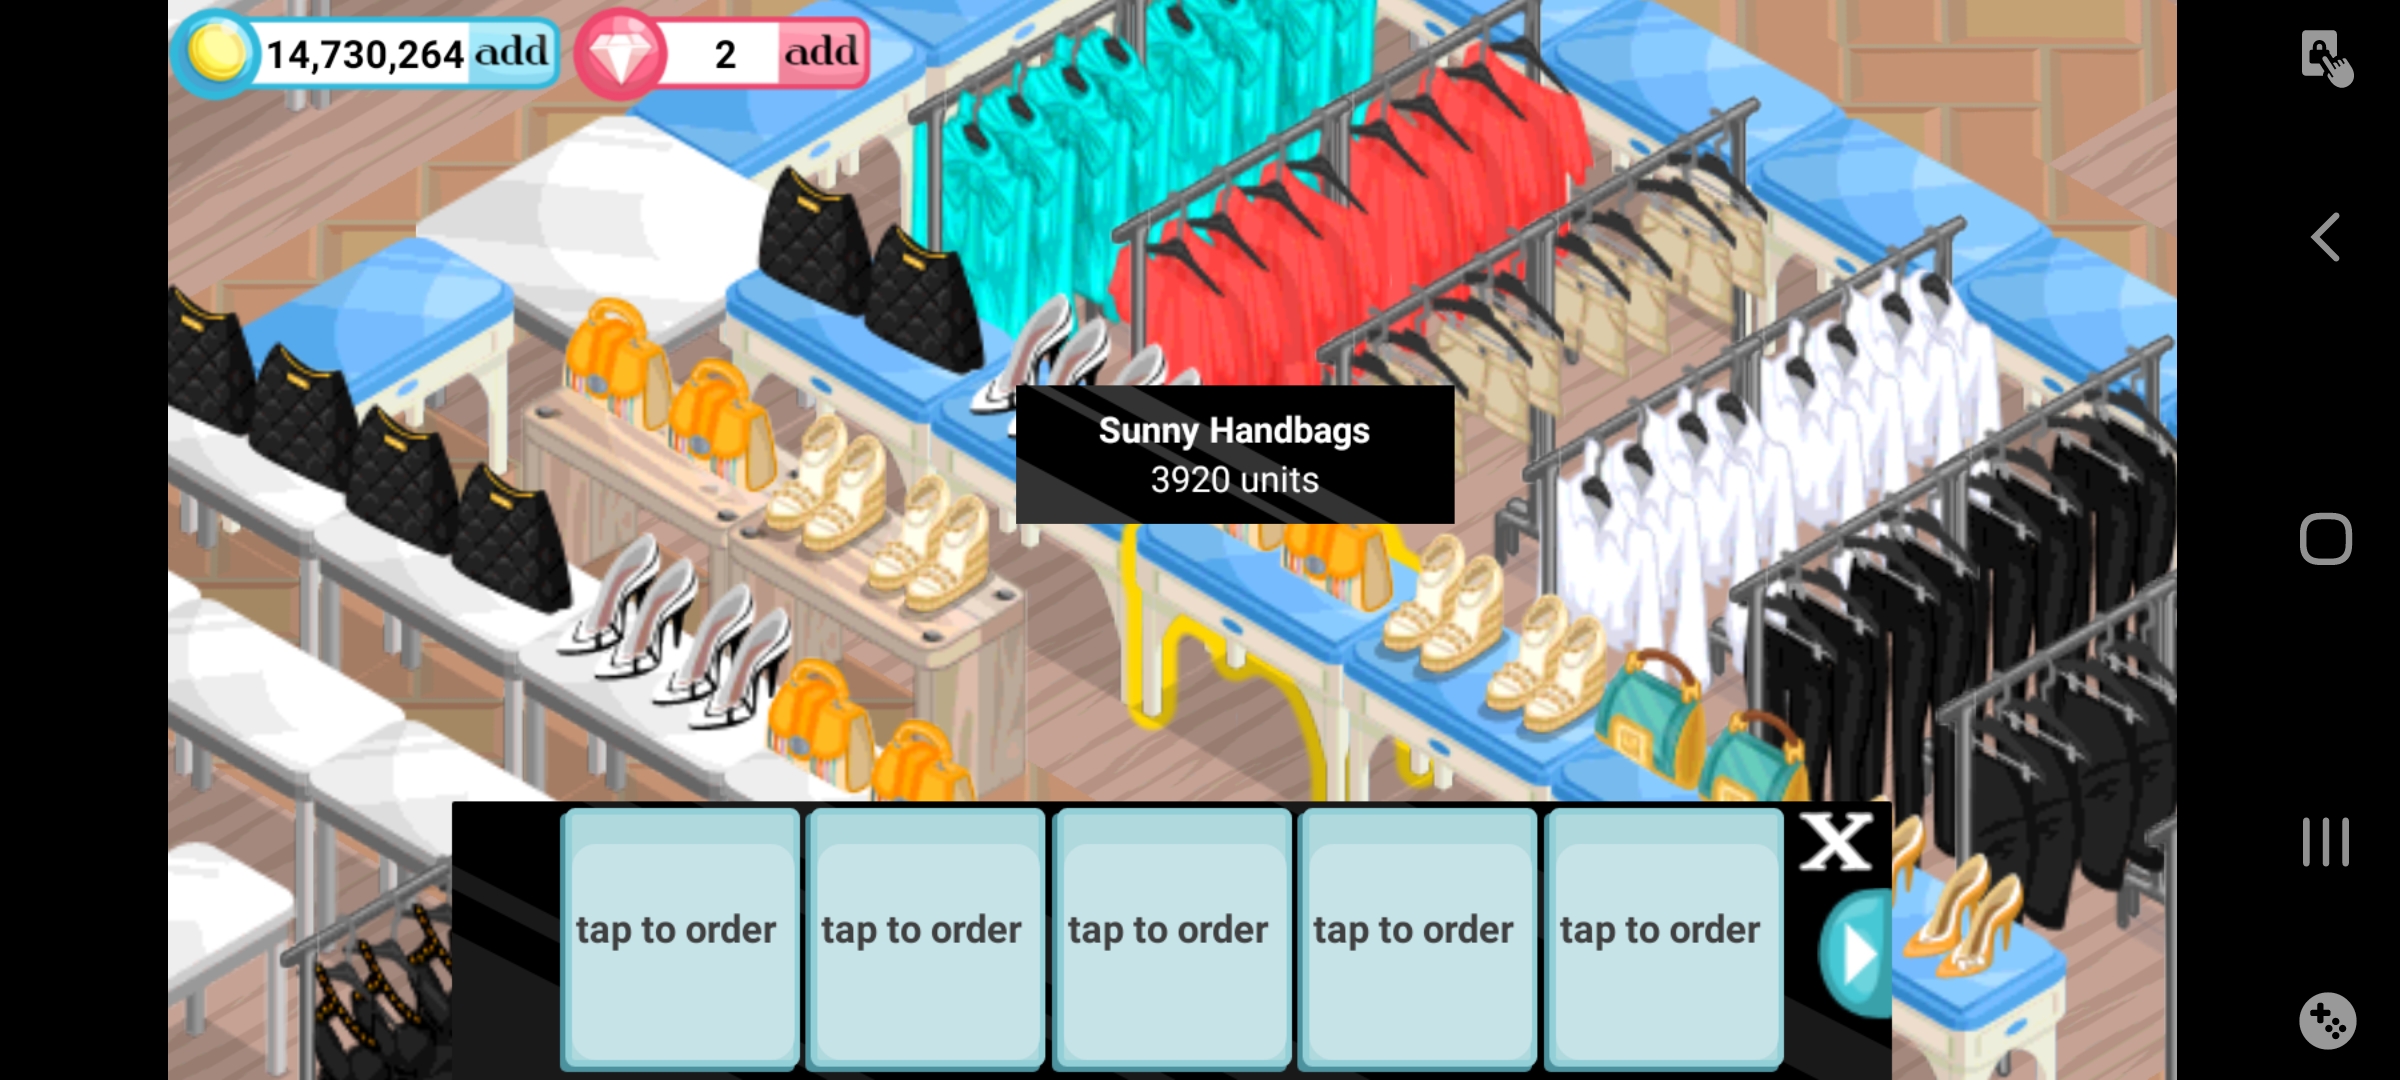 14,730,264 add
2 add
Sunny Handbags
3920 units
X
tap to order
tap to order
tap to order
tap to order
tap to order